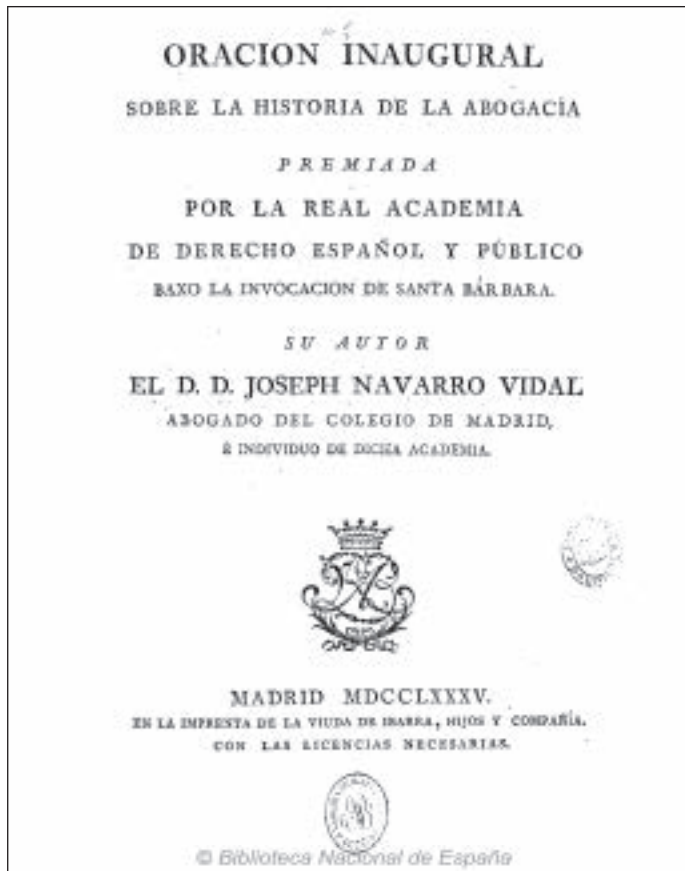 ORACION INAUGURAL
SOBRE LA HISTORIA DE LA ABOGACÍA
PREMIADA
POR LA REAL ACADEMIA
DE DERECHO ESPAÑOL Y PÚBLICO
BAXO LA INVOCACION DE SANTA BÁRBARA.
SU AUTOR
EL D. D. JOSEPH NAVARRO VIDAL
ABOGADO DEL COLEGIO DE MADRID,
É INDIVIDUO DE DICHA ACADEMIA.
MADRID MDCCLXXXV.
EN LA IMPRENTA DE LA VIUDA DE IBARRA, HIJOS Y COMPAÑÍA.
CON LAS LICENCIAS NECESARIAS.
© Biblioteca Nacional de España